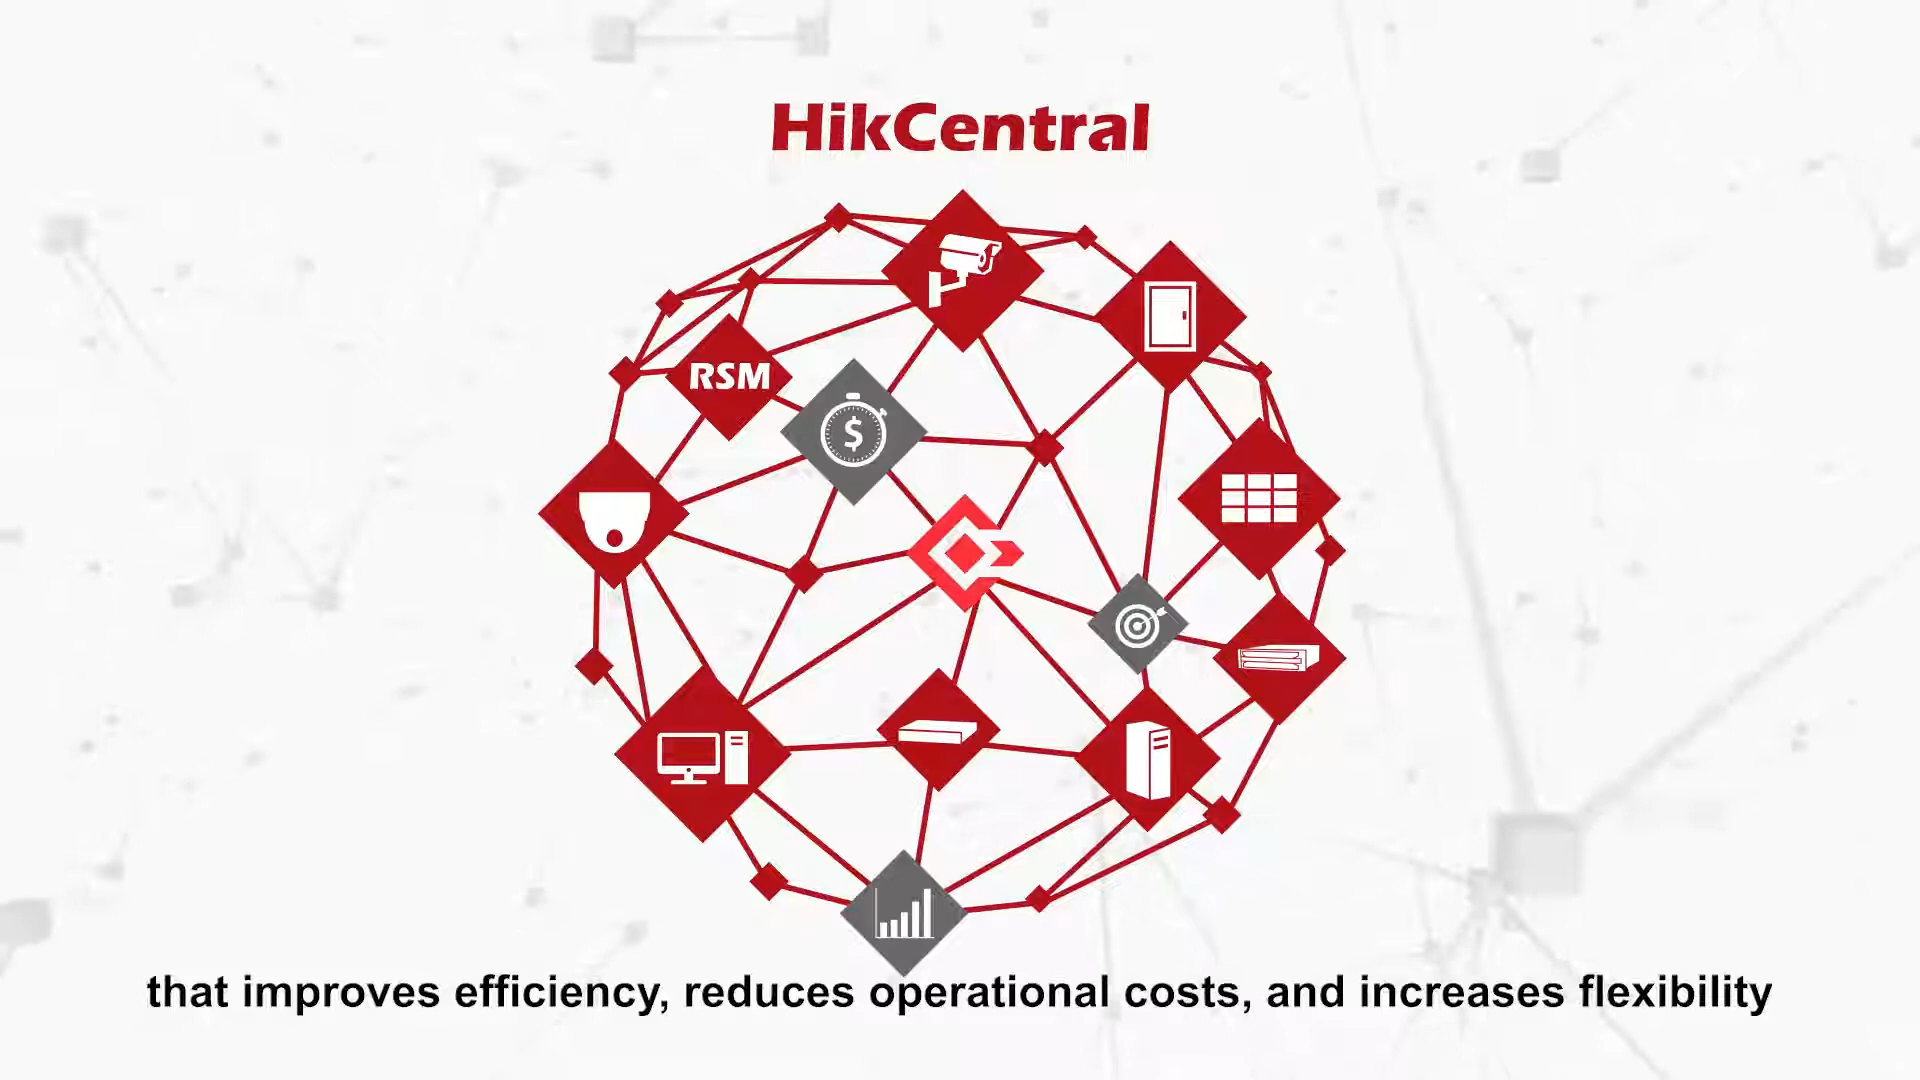 HikCentral
RSM
$
that improves efficiency, reduces operational costs, and increases flexibility